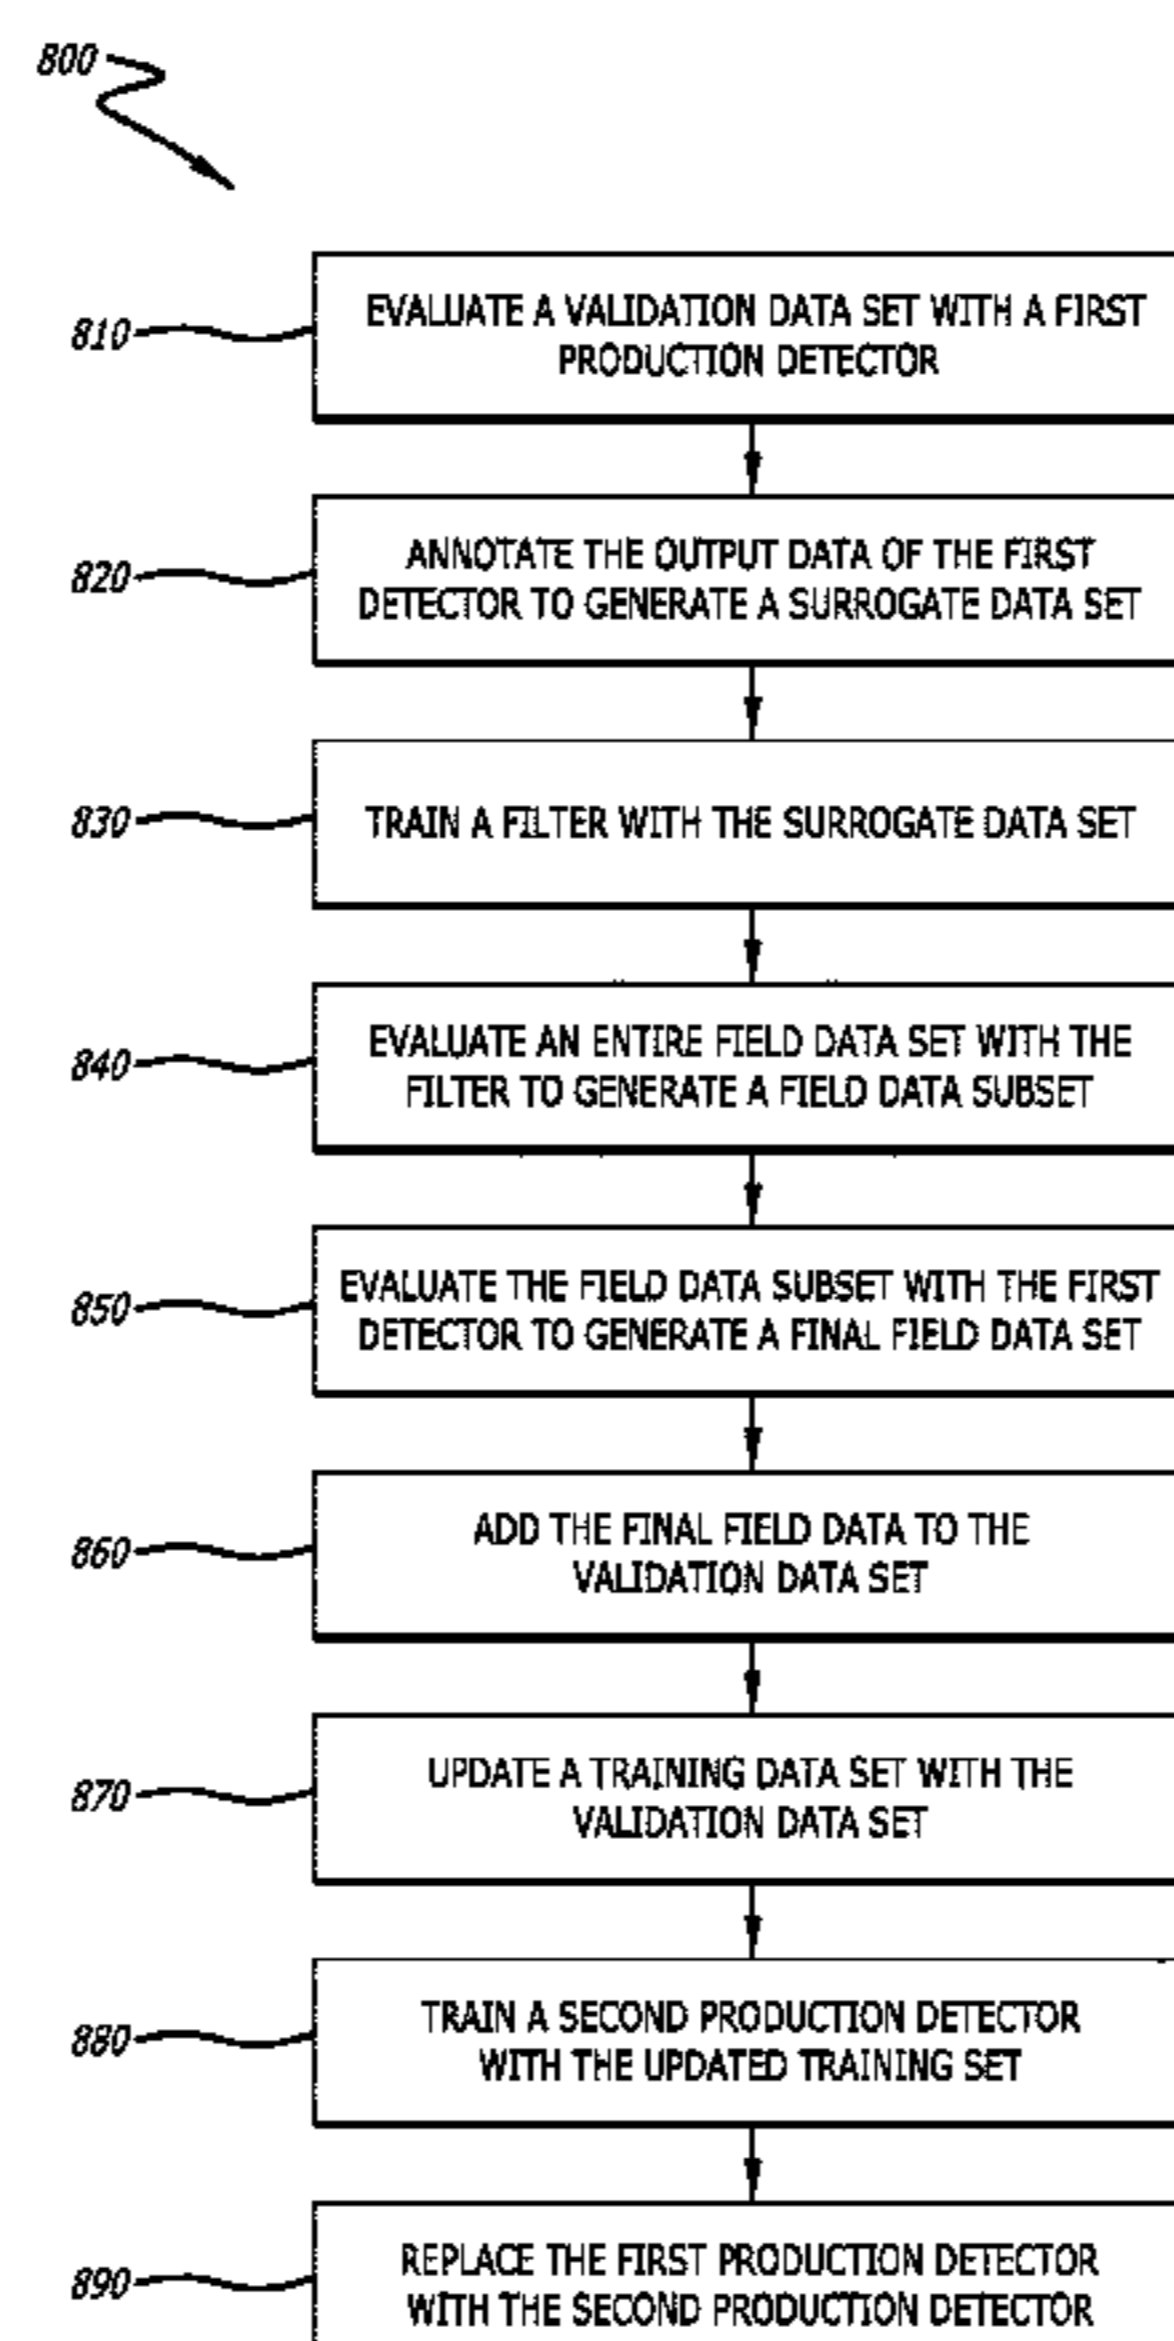 800
810
EVALUATE A VALIDATION DATA SET WITH A FIRST
PRODUCTION DETECTOR
820
ANNOTATE THE OUTPUT DATA OF THE FIRST
DETECTOR TO GENERATE A SURROGATE DATA SET
830
TRAIN A FILTER WITH THE SURROGATE DATA SET
840
EVALUATE AN ENTIRE FIELD DATA SET WITH THE
FILTER TO GENERATE A FIELD DATA SUBSET
850
EVALUATE THE FIELD DATA SUBSET WITH THE FIRST
DETECTOR TO GENERATE A FINAL FIELD DATA SET
860
ADD THE FINAL FIELD DATA TO THE
VALIDATION DATA SET
870
UPDATE A TRAINING DATA SET WITH THE
VALIDATION DATA SET
880
TRAIN A SECOND PRODUCTION DETECTOR
WITH THE UPDATED TRAINING SET
890
REPLACE THE FIRST PRODUCTION DETECTOR
WITH THE SECOND PRODUCTION DETECTOR